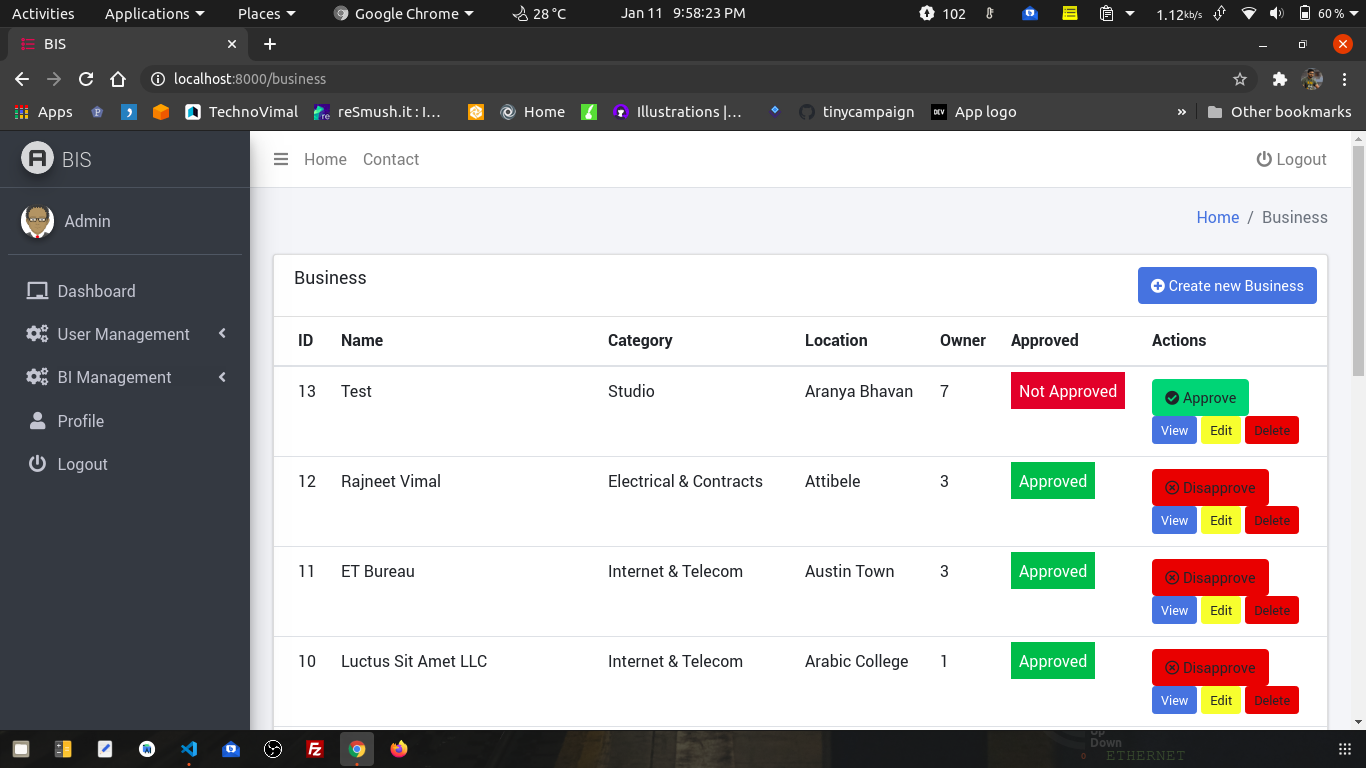 Activities Applications Places Google Chrome 28 °C Jan 11 9:58:23 PM 102 1.12kb/s 60 %
BIS
localhost:8000/business
Apps TechnoVimal reSmush.it : I... Home Illustrations |... tinycampaign DEV App logo Other bookmarks
BIS
Home Contact Logout
Admin
Home / Business
Dashboard
User Management
BI Management
Profile
Logout
Business Create new Business
ID Name Category Location Owner Approved Actions
13 Test Studio Aranya Bhavan 7 Not Approved Approve
View Edit Delete
12 Rajneet Vimal Electrical & Contracts Attibele 3 Approved Disapprove
View Edit Delete
11 ET Bureau Internet & Telecom Austin Town 3 Approved Disapprove
View Edit Delete
10 Luctus Sit Amet LLC Internet & Telecom Arabic College 1 Approved Disapprove
View Edit Delete
Up
Down
0 ETHERNET